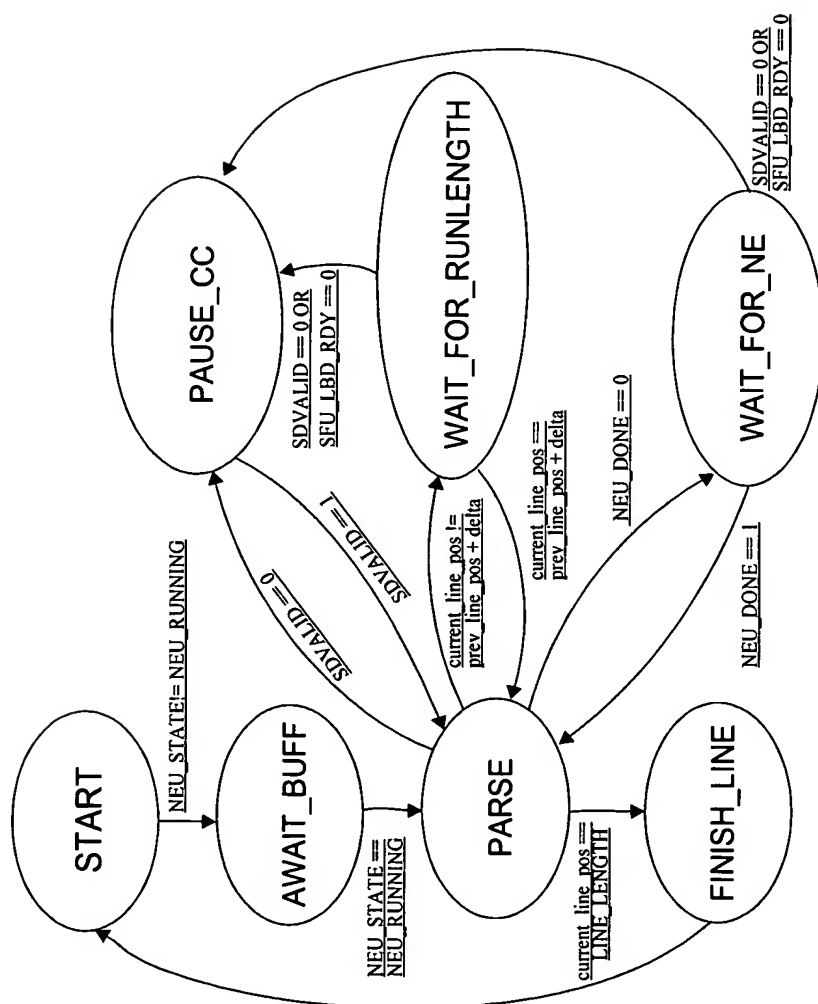 START
NEU_STATE!= NEU_RUNNING
AWAIT_BUFF
NEU_STATE ==
NEU_RUNNING
PARSE
current_line_pos ==
LINE_LENGTH
FINISH_LINE
PAUSE_CC
SDVALID == 0
SDVALID == 1
SDVALID == 0 OR
SFU_LBD_RDY == 0
WAIT_FOR_RUNLENGTH
current_line_pos !=
prev_line_pos + delta
current_line_pos ==
prev_line_pos + delta
NEU_DONE == 0
NEU_DONE == 1
WAIT_FOR_NE
SDVALID == 0 OR
SFU_LBD_RDY == 0